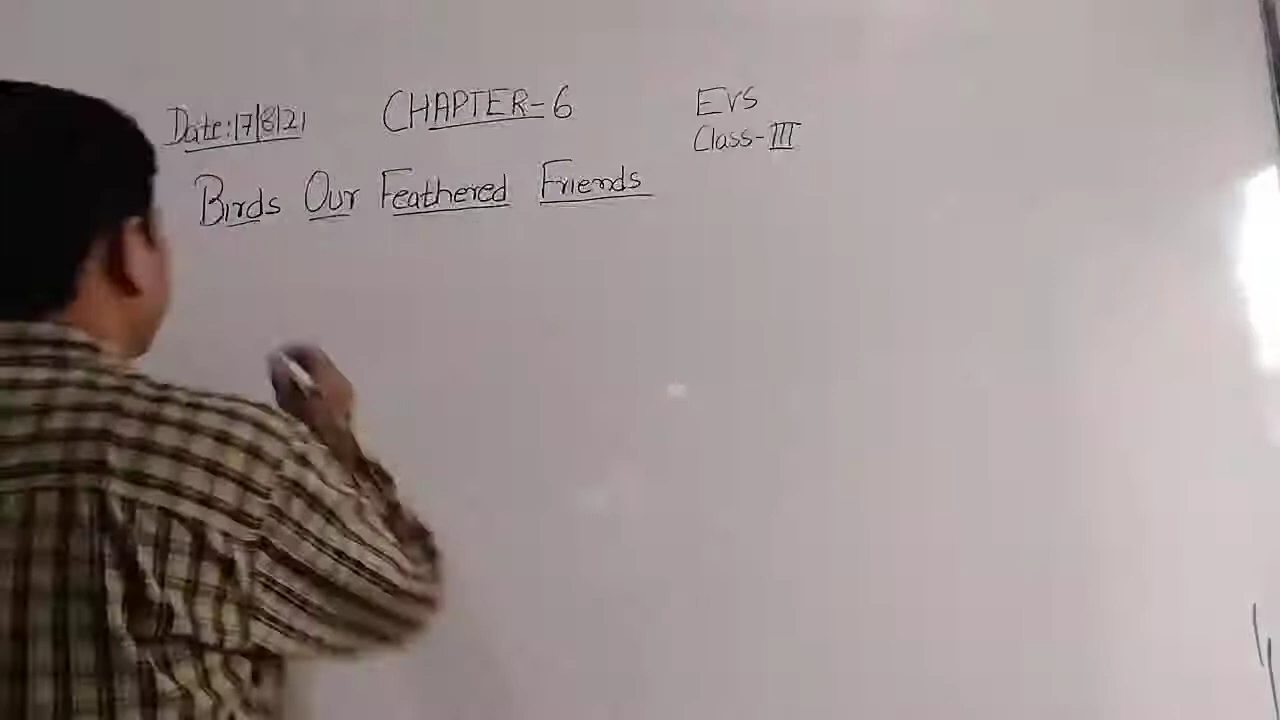 Date: 17/8/21
CHAPTER-6
EVS
Class-III
Birds Our Feathered Friends